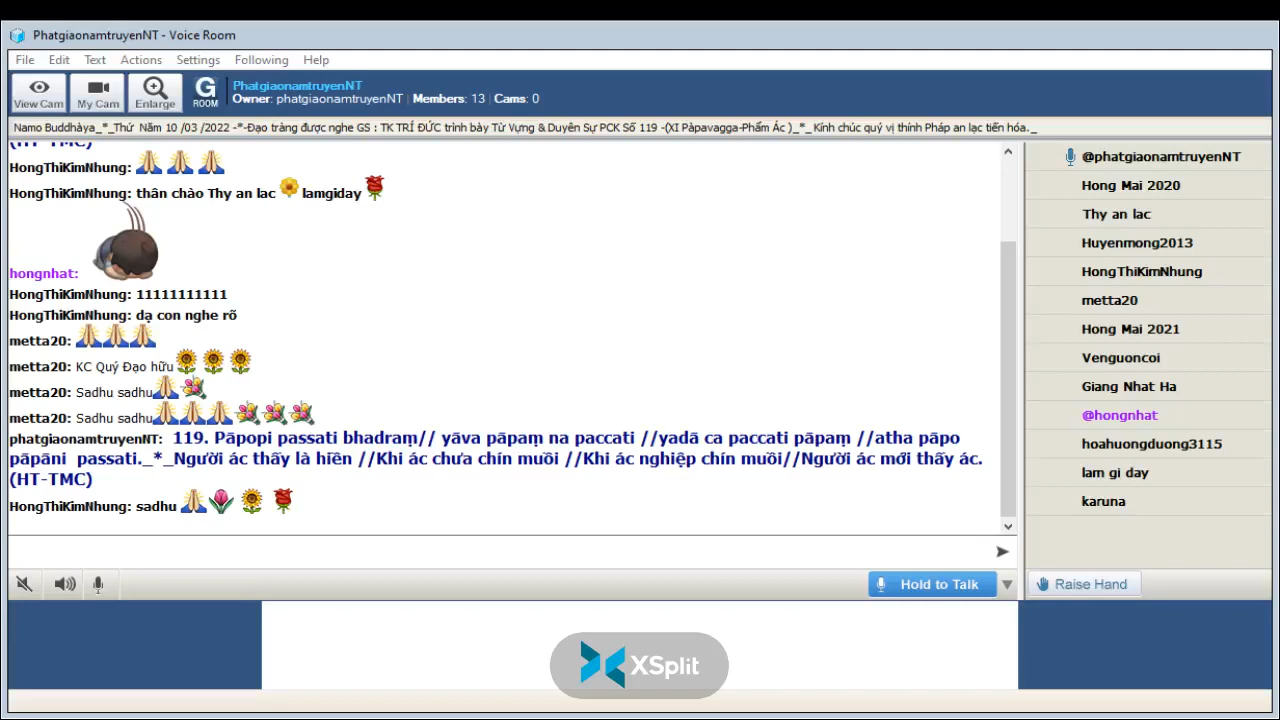 PhatgiaonamtruyenNT - Voice Room
File Edit Text Actions Settings Following Help
View Cam My Cam Enlarge G ROOM
PhatgiaonamtruyenNT
Owner: phatgiaonamtruyenNT | Members: 13 | Cams: 0
Namo Buddhàya_*_Thứ Năm 10 /03 /2022 -*-Đạo tràng được nghe GS : TK TRÍ ĐỨC trình bày Từ Vựng & Duyên Sự PCK Số 119 -(XI Pàpavagga-Phẩm Ác )_*_ Kính chúc quý vị thính Pháp an lạc tiến hóa._
(HT-TMC)
HongThiKimNhung:
HongThiKimNhung: thân chào Thy an lac lamgiday
hongnhat:
HongThiKimNhung: 11111111111
HongThiKimNhung: dạ con nghe rõ
metta20:
metta20: KC Quý Đạo hữu
metta20: Sadhu sadhu
metta20: Sadhu sadhu
phatgiaonamtruyenNT: 119. Pāpopi passati bhadraṃ// yāva pāpaṃ na paccati //yadā ca paccati pāpaṃ //atha pāpo
pāpāni passati._*_Người ác thấy là hiền //Khi ác chưa chín muồi //Khi ác nghiệp chín muồi//Người ác mới thấy ác.
(HT-TMC)
HongThiKimNhung: sadhu
@phatgiaonamtruyenNT
Hong Mai 2020
Thy an lac
Huyenmong2013
HongThiKimNhung
metta20
Hong Mai 2021
Venguoncoi
Giang Nhat Ha
@hongnhat
hoahuongduong3115
lam gi day
karuna
Hold to Talk
Raise Hand
XSplit